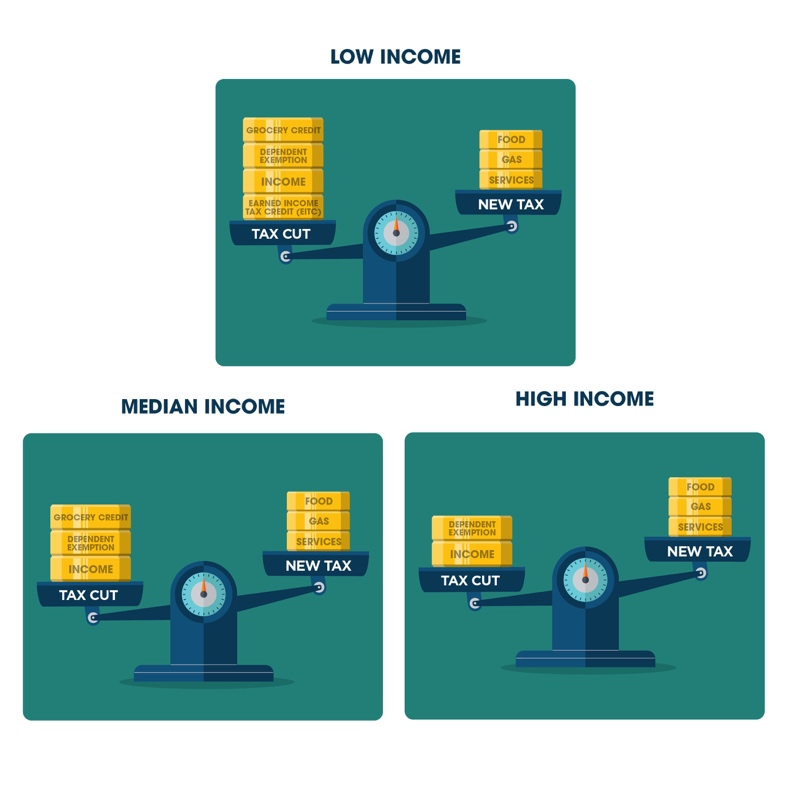 LOW INCOME
GROCERY CREDIT
DEPENDENT
EXEMPTION
INCOME
EARNED INCOME
TAX CREDIT (EITC)
TAX CUT
FOOD
GAS
SERVICES
NEW TAX
MEDIAN INCOME
GROCERY CREDIT
DEPENDENT
EXEMPTION
INCOME
TAX CUT
FOOD
GAS
SERVICES
NEW TAX
HIGH INCOME
DEPENDENT
EXEMPTION
INCOME
TAX CUT
FOOD
GAS
SERVICES
NEW TAX